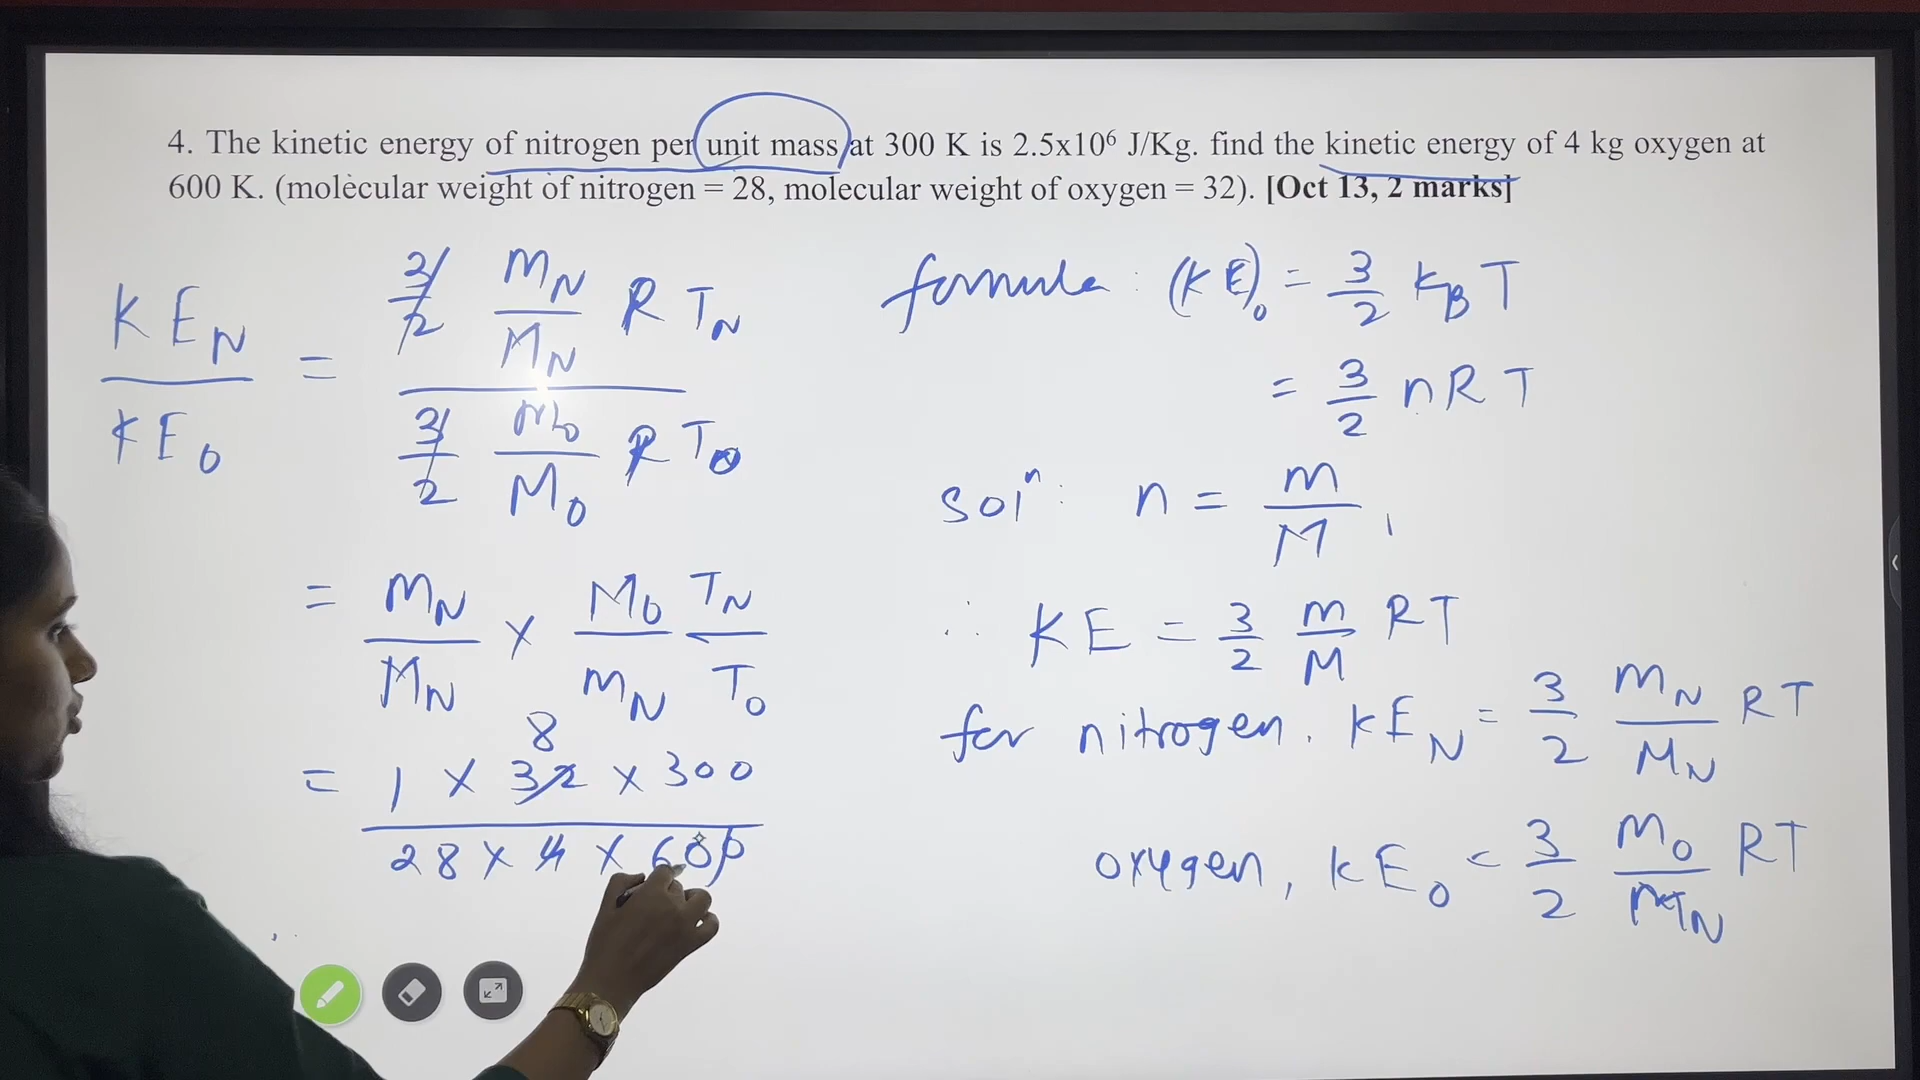 4. The kinetic energy of nitrogen per unit mass at 300 K is 2.5x10⁶ J/Kg. find the kinetic energy of 4 kg oxygen at
600 K. (molecular weight of nitrogen = 28, molecular weight of oxygen = 32). [Oct 13, 2 marks]
KE_N / KE_O = (3/2 m_N/M_N R T_N) / (3/2 m_O/M_O R T_O)
= m_N/M_N × M_O/m_N T_N/T_O
8
= 1 × 32 × 300
28 × 4 × 600
formula : (KE)₀ = 3/2 k_B T
= 3/2 nRT
Solⁿ: n = m/M ,
∴ KE = 3/2 m/M RT
for nitrogen. KE_N = 3/2 m_N/M_N RT
oxygen, KE_O = 3/2 M_O/M_N RT